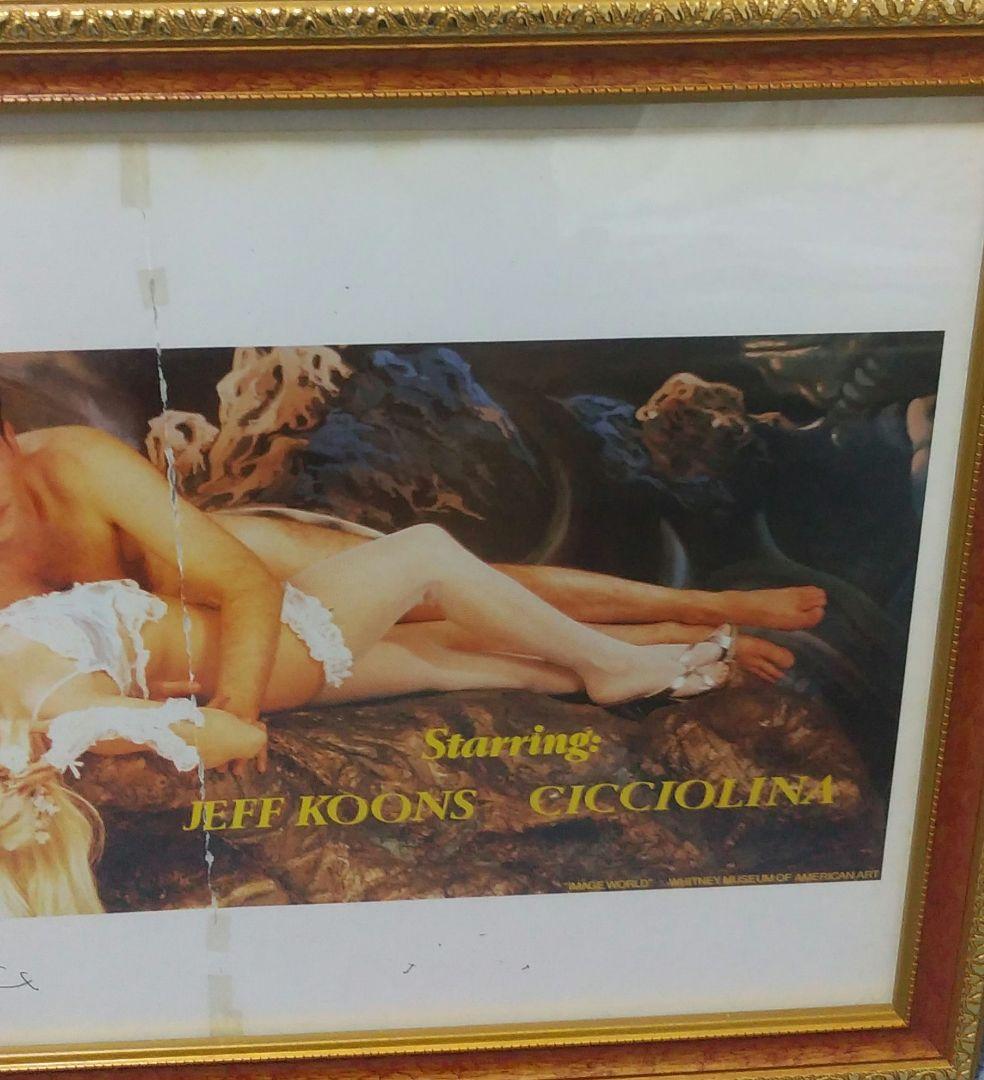 Starring:
JEFF KOONS CICCIOLINA
"IMAGE WORLD" WHITNEY MUSEUM OF AMERICAN ART